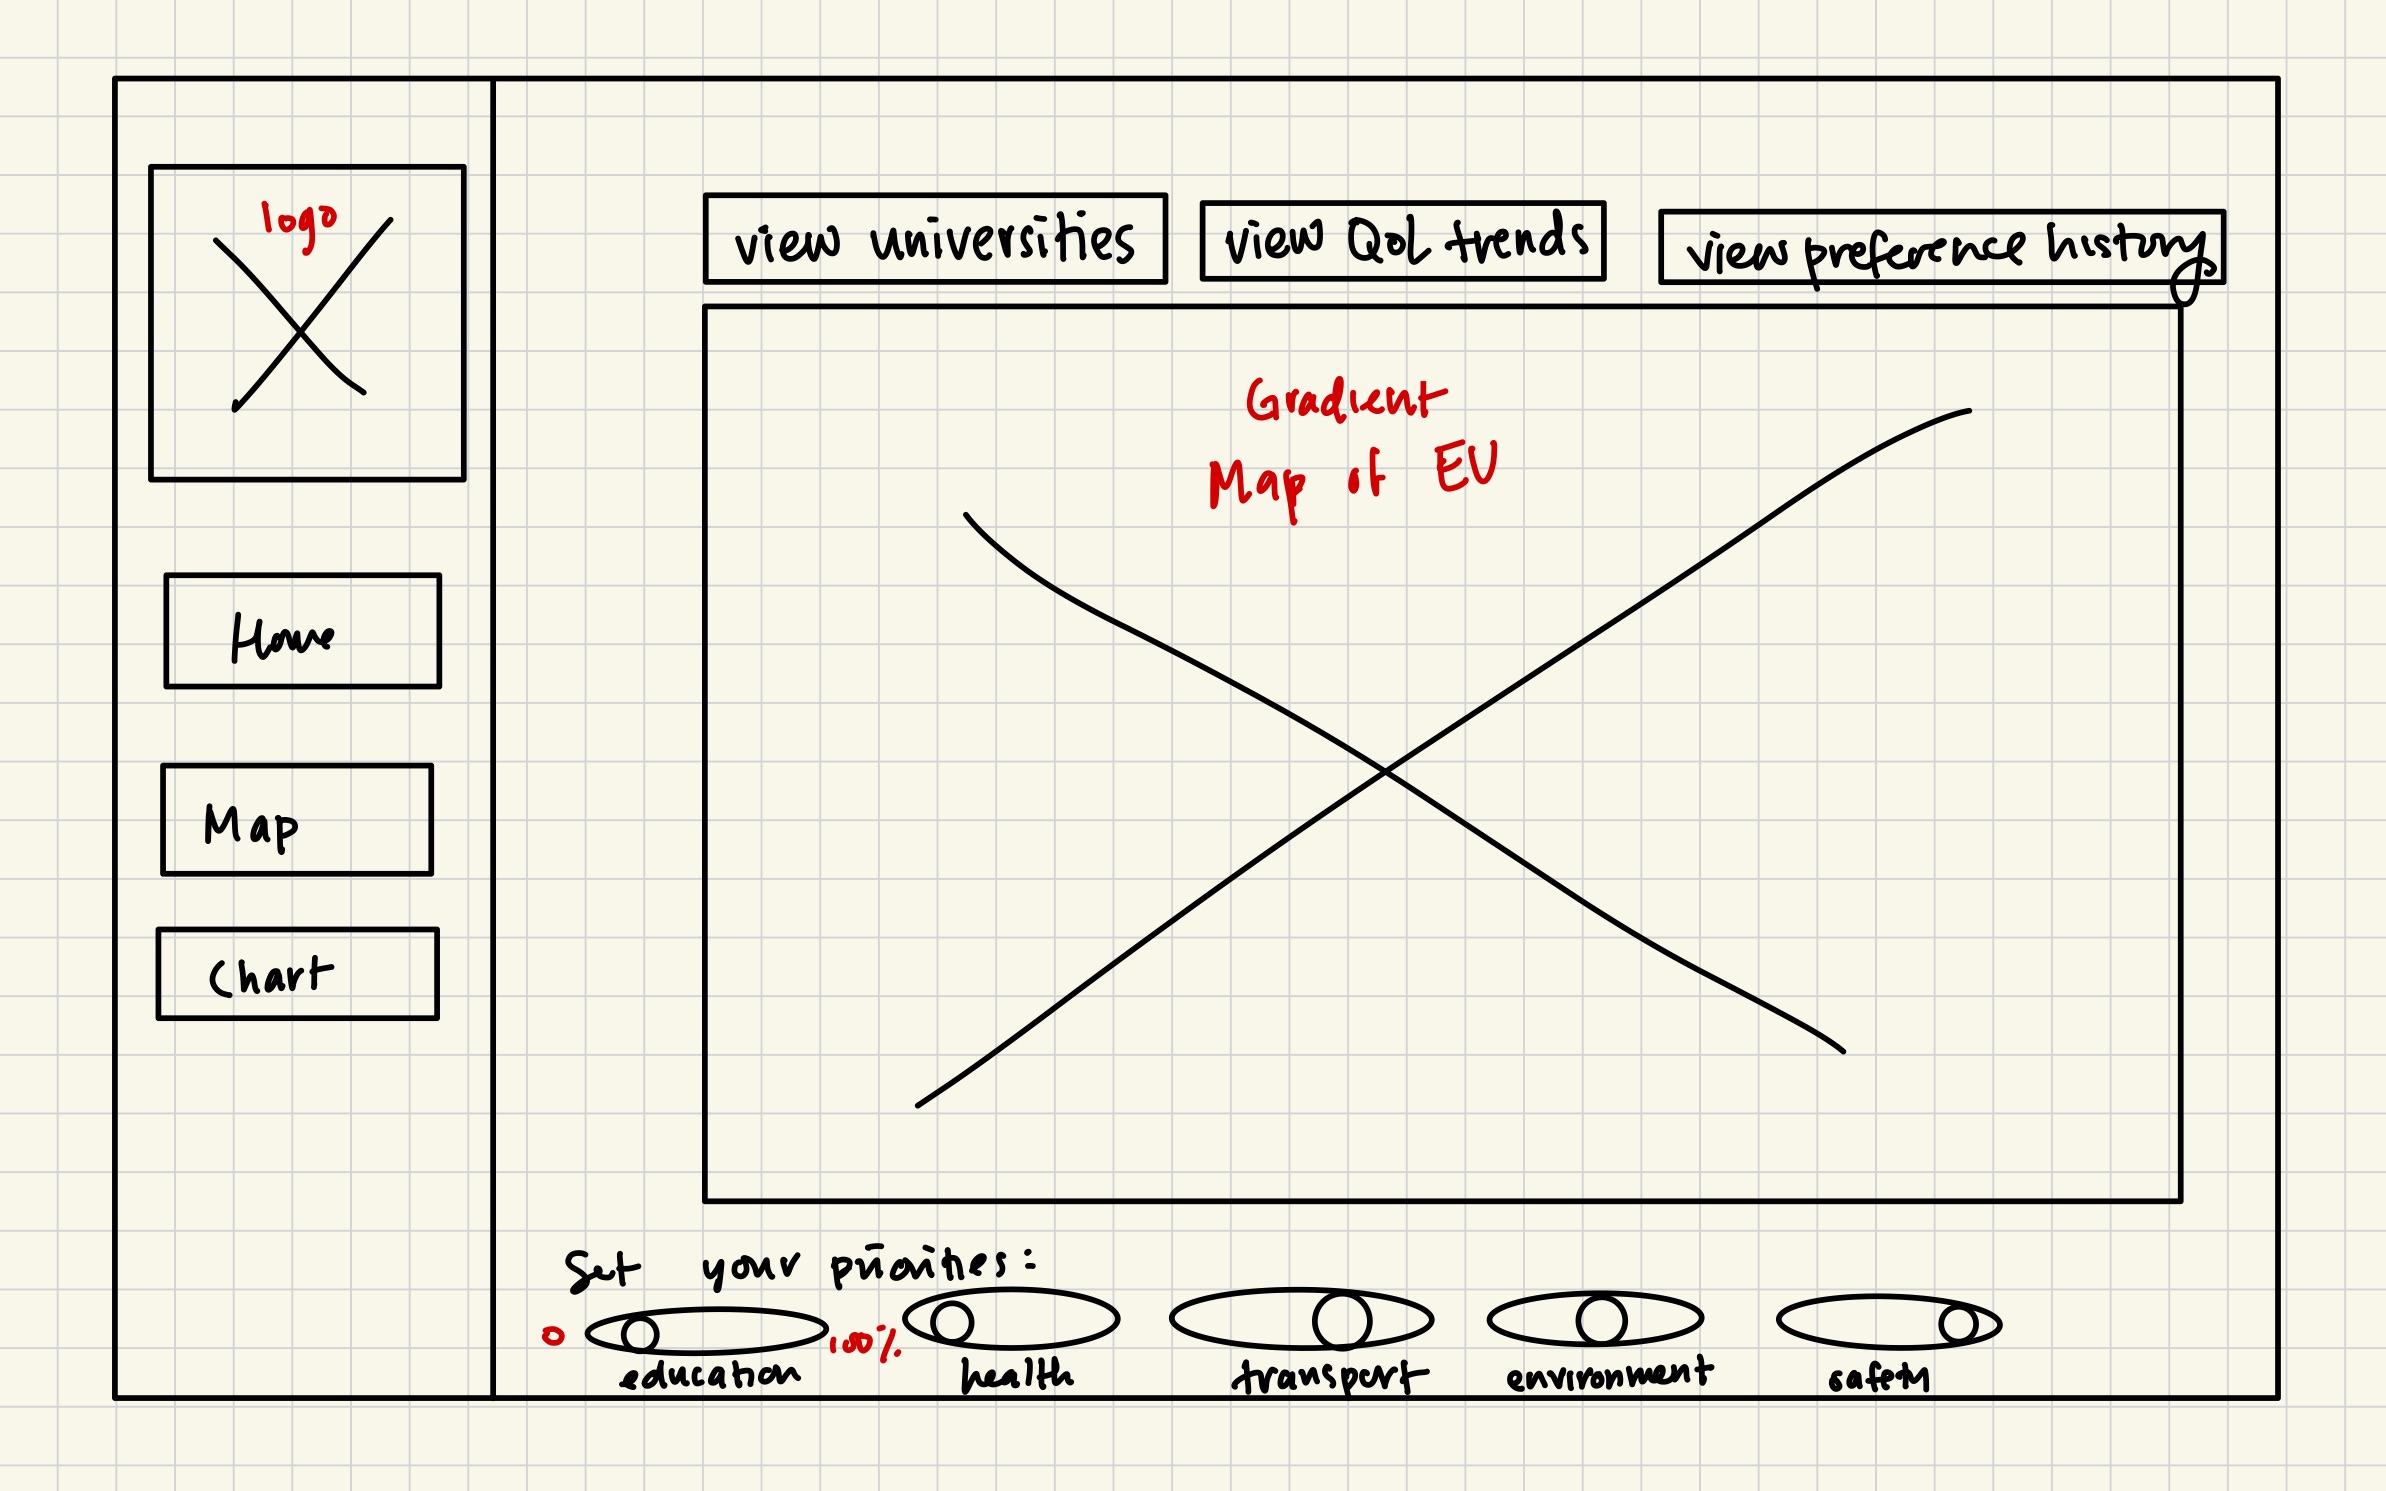 logo
Home
Map
Chart
view universities
view QoL trends
view preference history
Gradient
Map of EU
Set your priorities:
0
100%
education
health
transport
environment
safety